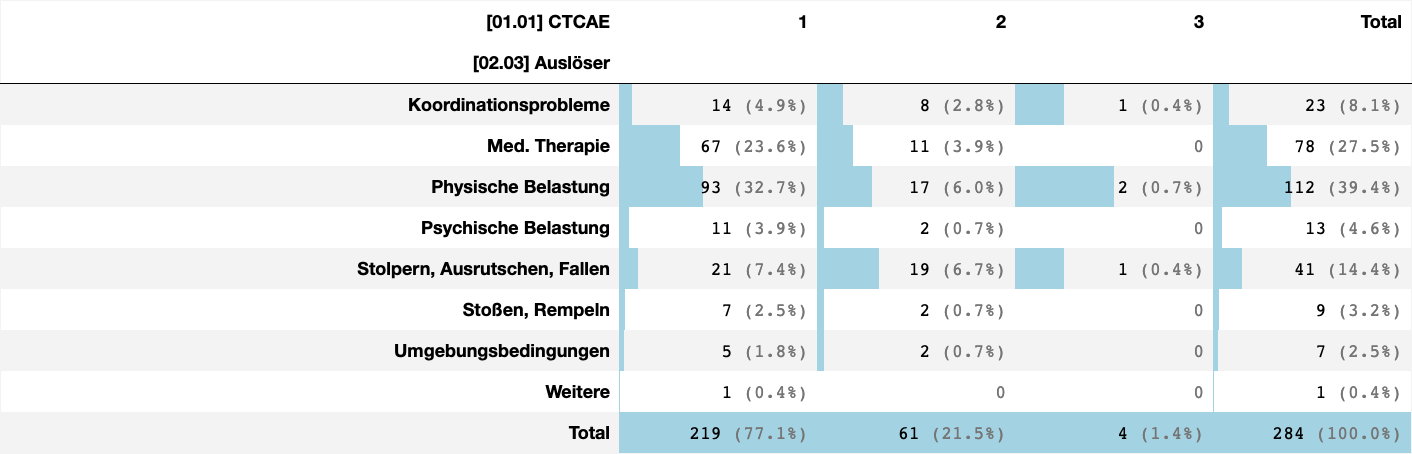 [01.01] CTCAE 1 2 3 Total
[02.03] Auslöser
Koordinationsprobleme 14 (4.9%) 8 (2.8%) 1 (0.4%) 23 (8.1%)
Med. Therapie 67 (23.6%) 11 (3.9%) 0 78 (27.5%)
Physische Belastung 93 (32.7%) 17 (6.0%) 2 (0.7%) 112 (39.4%)
Psychische Belastung 11 (3.9%) 2 (0.7%) 0 13 (4.6%)
Stolpern, Ausrutschen, Fallen 21 (7.4%) 19 (6.7%) 1 (0.4%) 41 (14.4%)
Stoßen, Rempeln 7 (2.5%) 2 (0.7%) 0 9 (3.2%)
Umgebungsbedingungen 5 (1.8%) 2 (0.7%) 0 7 (2.5%)
Weitere 1 (0.4%) 0 0 1 (0.4%)
Total 219 (77.1%) 61 (21.5%) 4 (1.4%) 284 (100.0%)